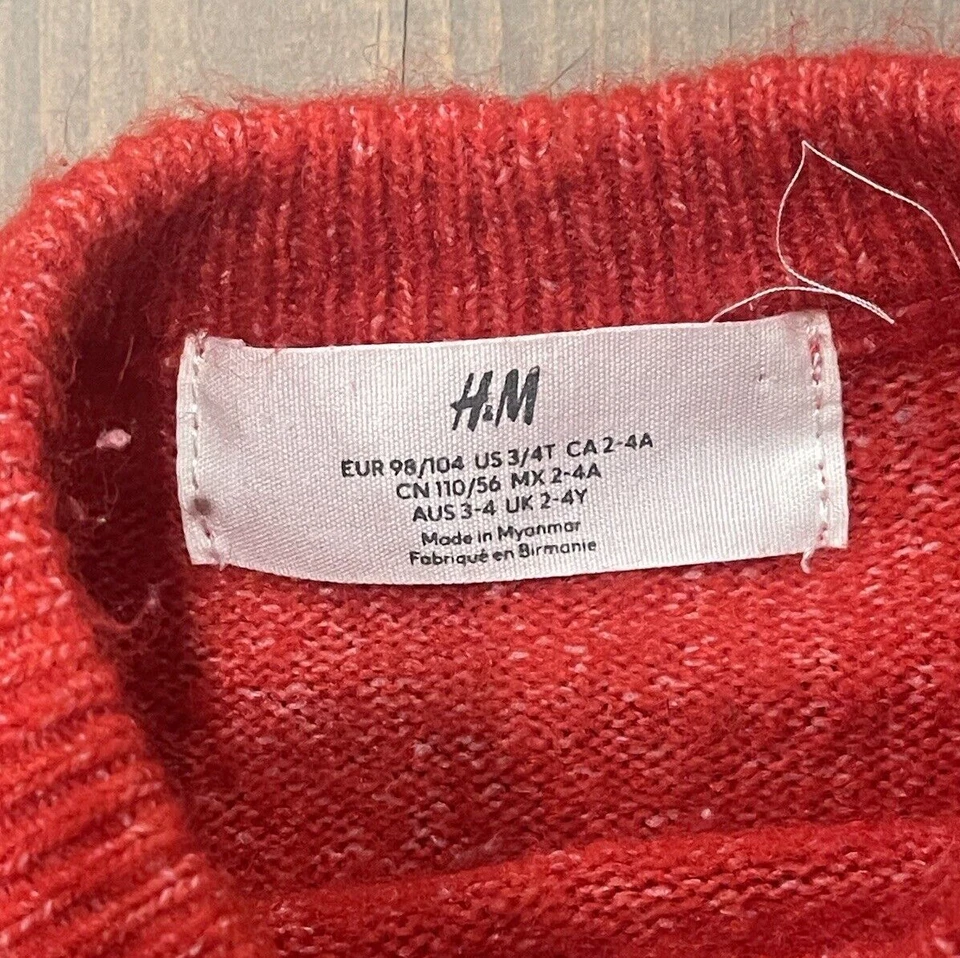 H&M
EUR 98/104 US 3/4T CA 2-4A
CN 110/56 MX 2-4A
AUS 3-4 UK 2-4Y
Made in Myanmar
Fabriqué en Birmanie